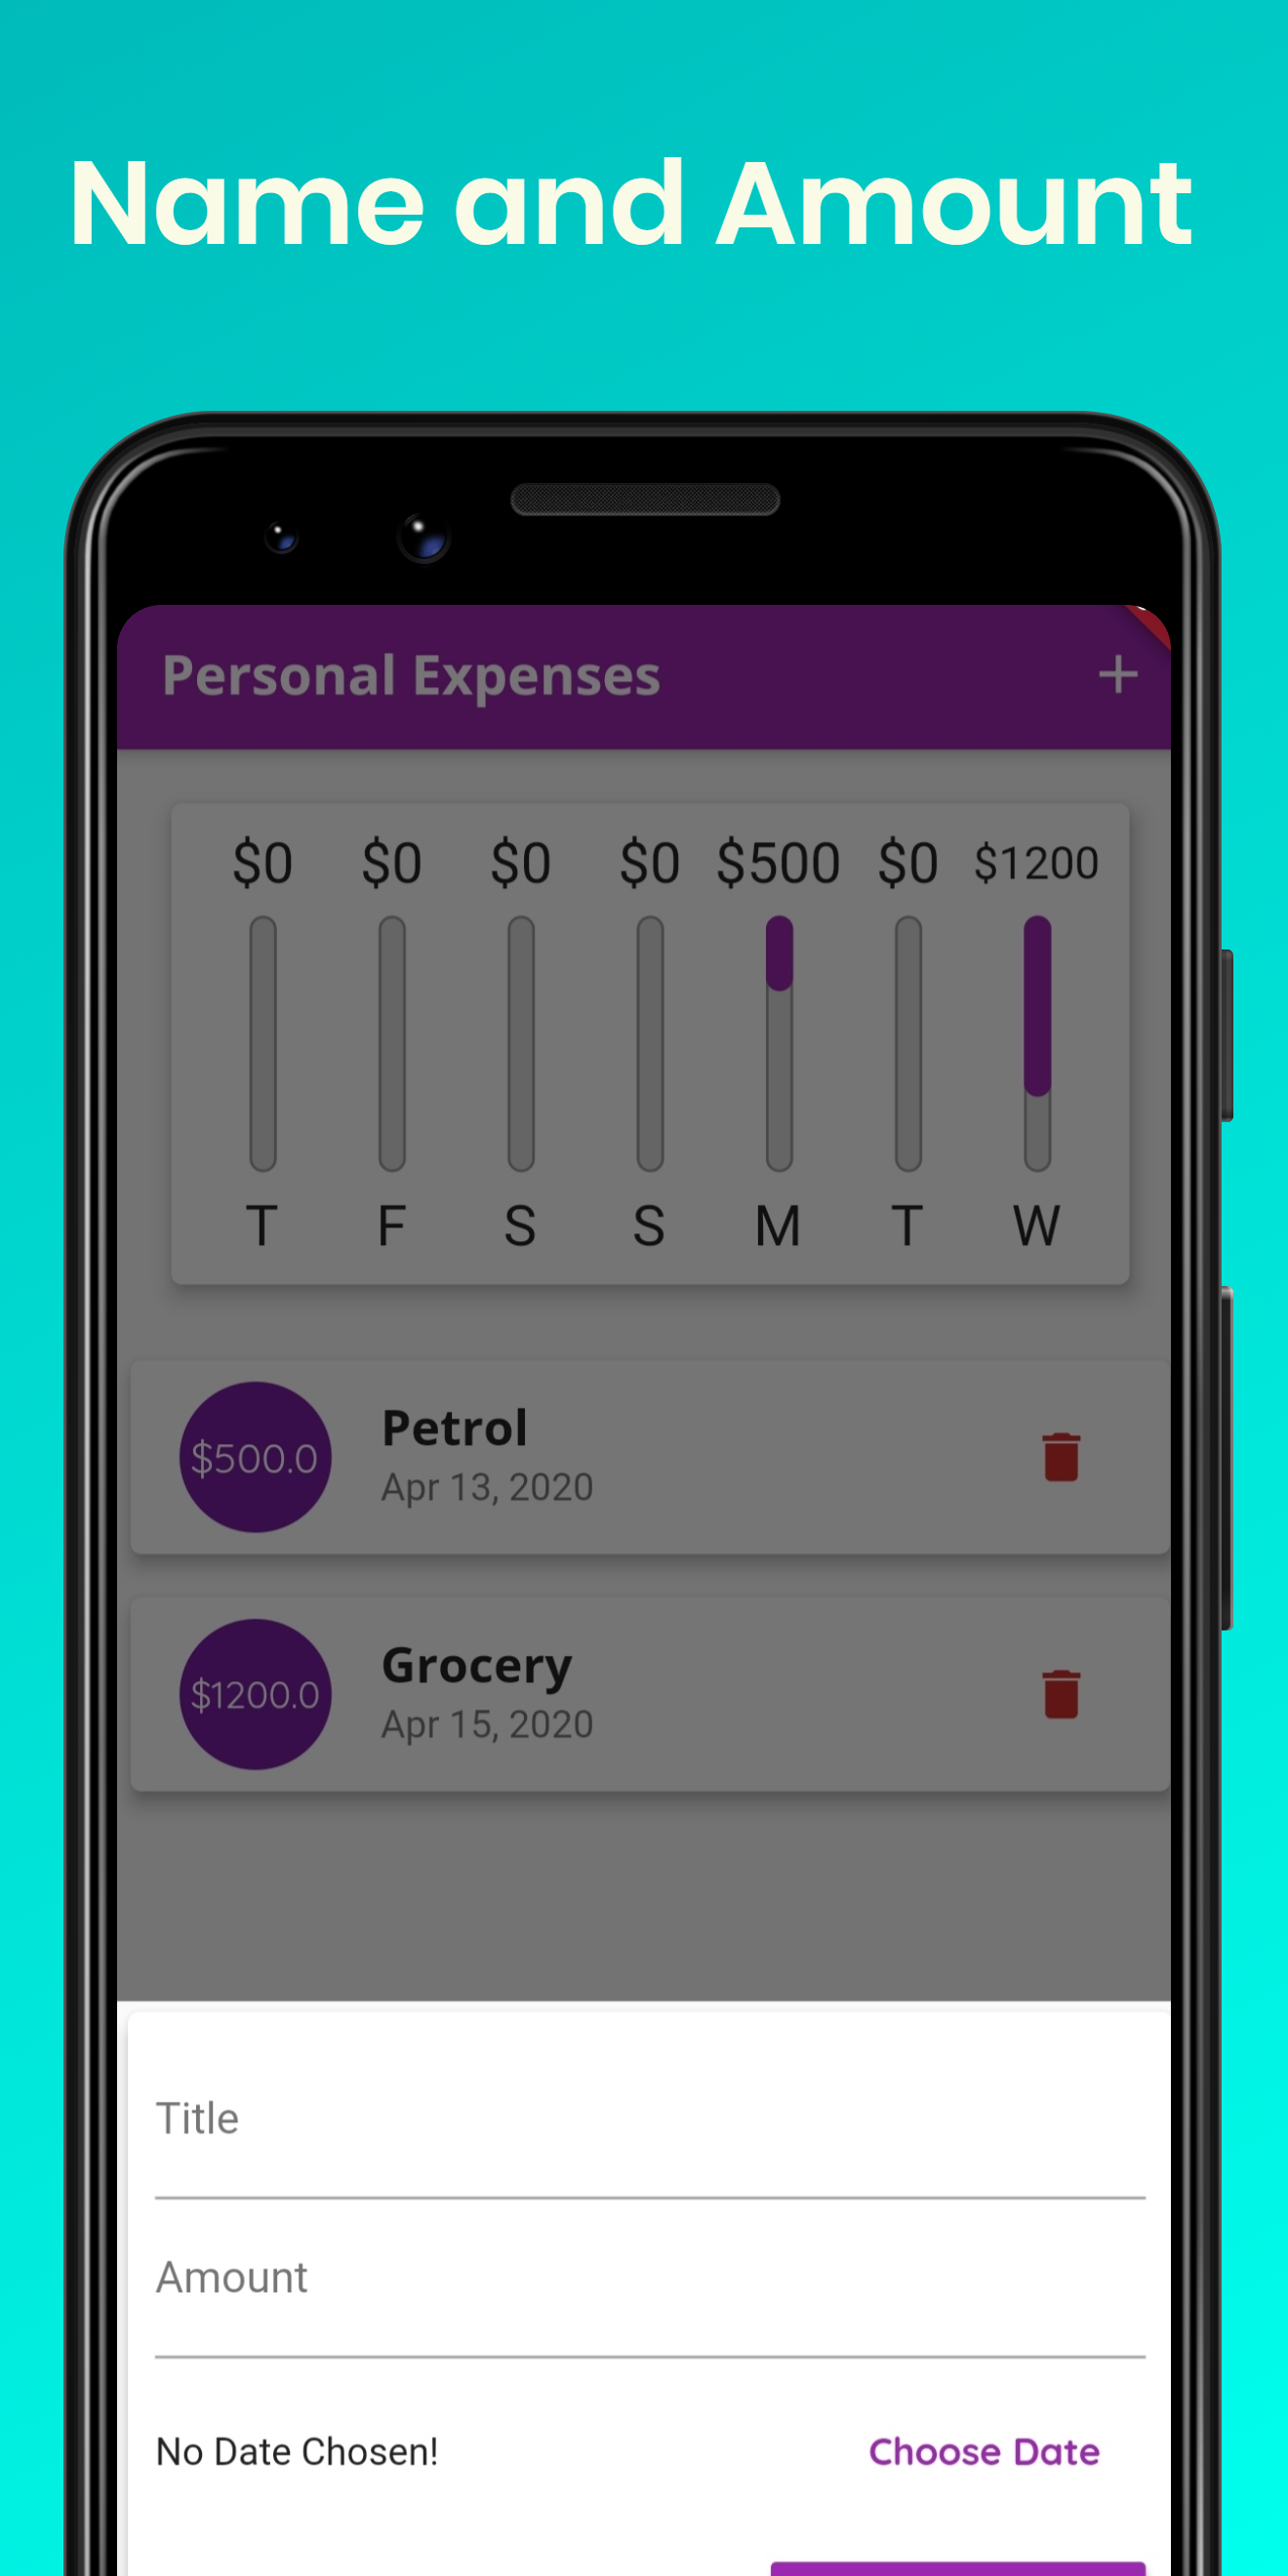 Name and Amount
Personal Expenses
$0 $0 $0 $0 $500 $0 $1200
T F S S M T W
$500.0
Petrol
Apr 13, 2020
$1200.0
Grocery
Apr 15, 2020
Title
Amount
No Date Chosen! Choose Date